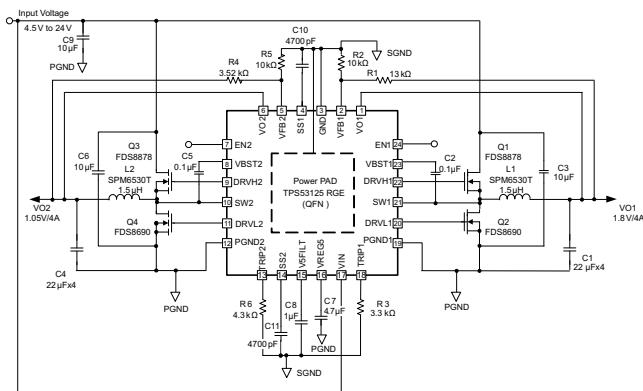 Input Voltage
4.5V to 24V
C9
10μF
PGND
C10
4700 pF
SGND
R5
10kΩ
R2
10kΩ
R4
3.52 kΩ
R1
13 kΩ
6
5
4
3
2
1
VO2
VFB2
SS1
GND
VFB1
VO1
7
EN2
EN1
24
8
VBST2
VBST1
23
9
DRVH2
DRVH1
22
10
SW2
SW1
21
11
DRVL2
DRVL1
20
12
PGND2
PGND1
19
Power PAD
TPS53125 RGE
(QFN)
TRIP2
SS2
V5FILT
VREG5
VIN
TRIP1
13
14
15
16
17
18
Q3
FDS8878
L2
SPM6530T
1.5μH
C6
10μF
C5
0.1μF
VO2
1.05V/4A
Q4
FDS8690
C4
22 μFx4
PGND
C2
0.1μF
Q1
FDS8878
L1
SPM6530T
1.5μH
C3
10μF
VO1
1.8V/4A
Q2
FDS8690
C1
22 μFx4
PGND
R6
4.3 kΩ
C11
4700 pF
C8
1μF
C7
4.7μF
PGND
R3
3.3 kΩ
SGND